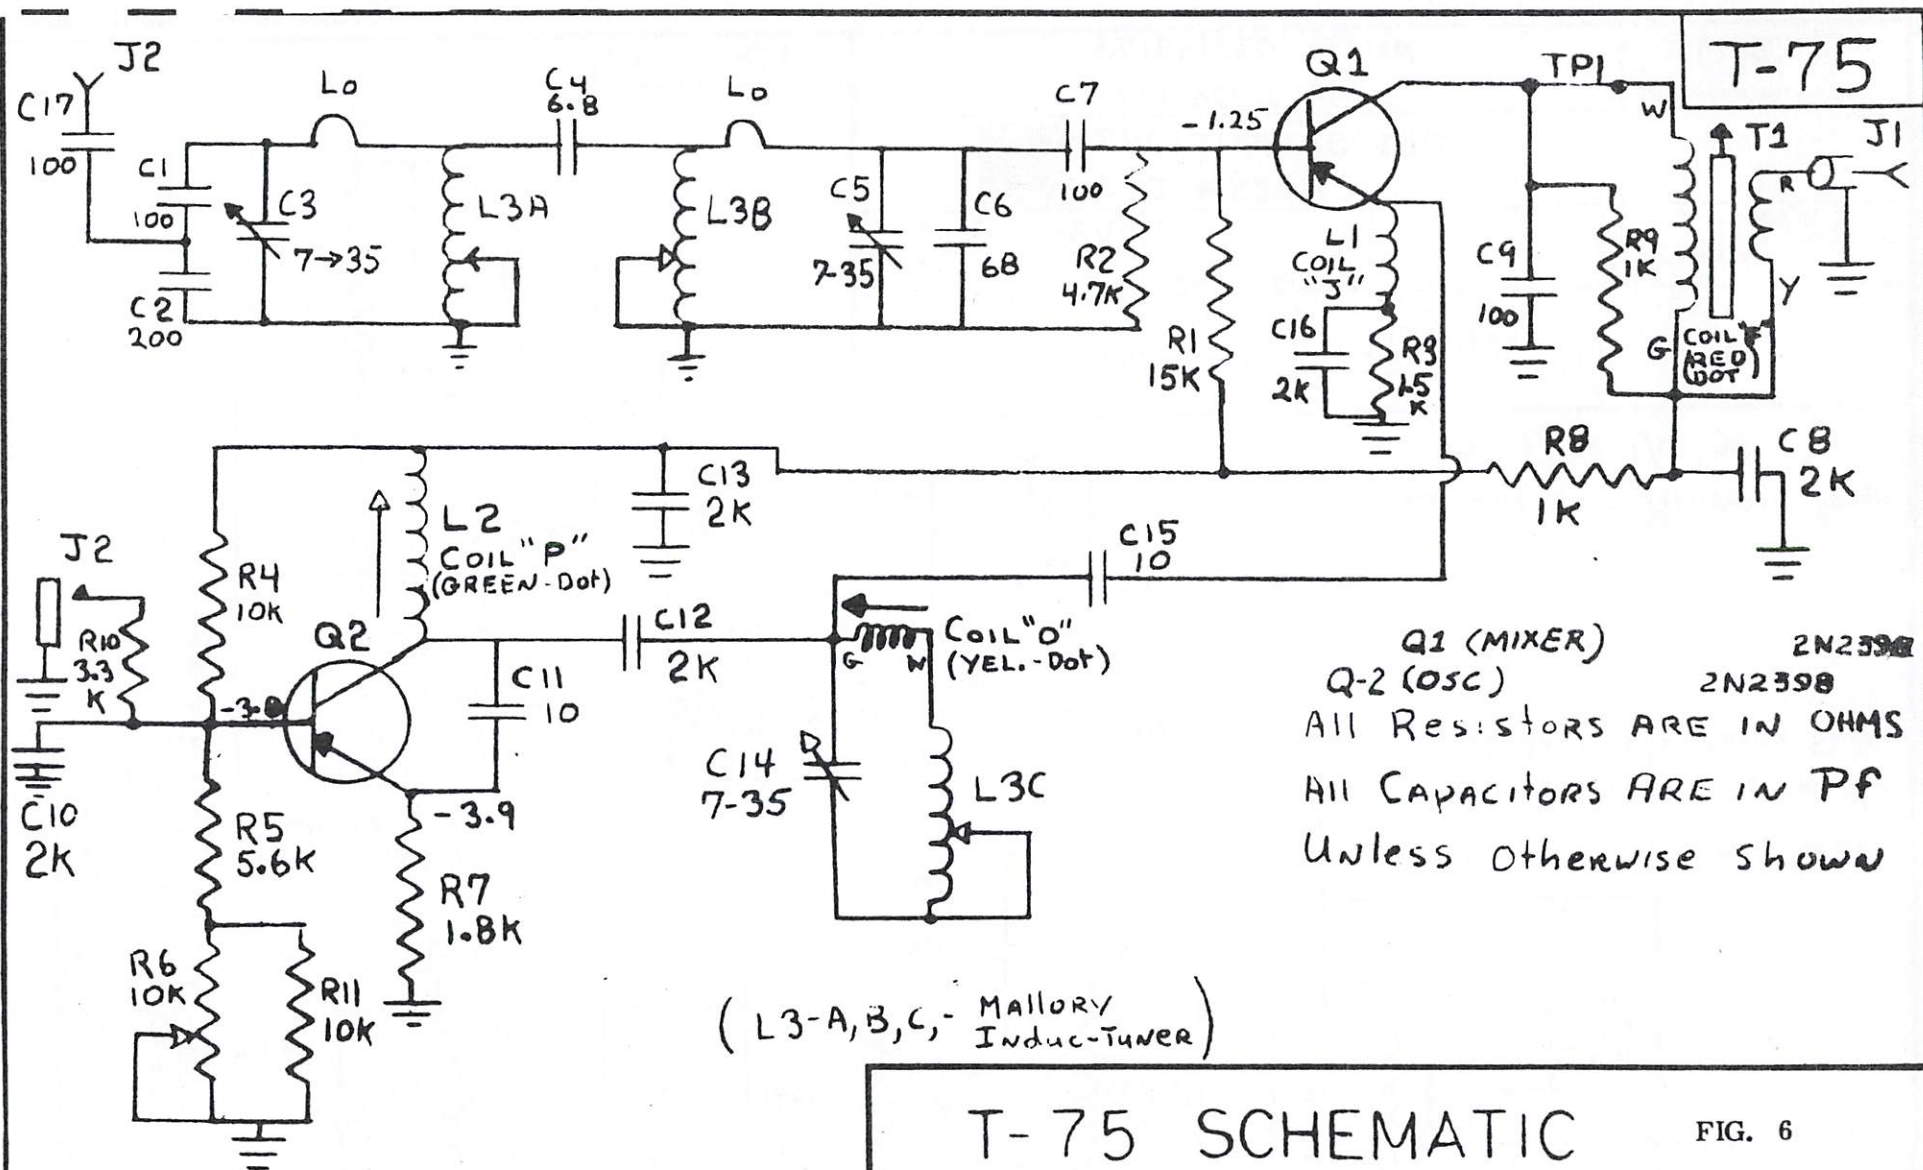 T-75
J2
C17
100
C1
100
C2
200
C3
7→35
Lo
L3A
C4
6.8
Lo
L3B
C5
7-35
C6
68
C7
100
R2
4.7K
-1.25
Q1
R1
15K
L1
COIL
"J"
C16
2K
R3
1.5
K
TP1
W
T1
J1
R
C9
100
R9
1K
Y
G
COIL
(RED
DOT)
R8
1K
C8
2K
J2
R10
3.3
K
R4
10K
L2
COIL "P"
(GREEN-Dot)
C13
2K
Q2
C11
10
C12
2K
C15
10
G
W
COIL "O"
(YEL.-Dot)
C10
2K
R5
5.6K
-3.9
R7
1.8K
C14
7-35
L3C
R6
10K
R11
10K
Q1 (MIXER) 2N2398
Q-2 (OSC) 2N2398
All Resistors ARE IN OHMS
All CAPACITORS ARE IN Pf
UNless Otherwise Shown
(L3-A, B, C,- MAllORY
INduc-TUNER)
T-75 SCHEMATIC
FIG. 6